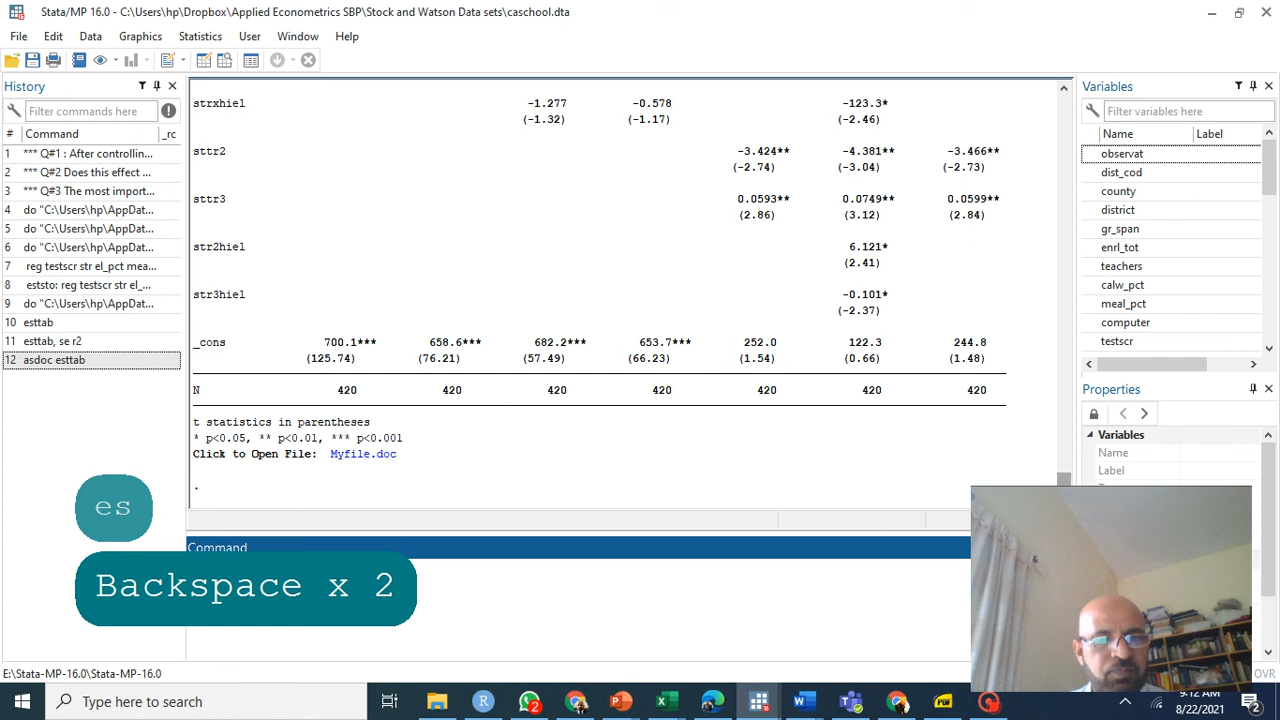 Stata/MP 16.0 - C:\Users\hp\Dropbox\Applied Econometrics SBP\Stock and Watson Data sets\caschool.dta
File Edit Data Graphics Statistics User Window Help
History
Filter commands here
# Command _rc
1 *** Q#1 : After controllin...
2 *** Q#2 Does this effect ...
3 *** Q#3 The most import...
4 do "C:\Users\hp\AppDat...
5 do "C:\Users\hp\AppDat...
6 do "C:\Users\hp\AppDat...
7 reg testscr str el_pct mea...
8 eststo: reg testscr str el_...
9 do "C:\Users\hp\AppDat...
10 esttab
11 esttab, se r2
12 asdoc esttab
strxhiel -1.277 -0.578 -123.3*
(-1.32) (-1.17) (-2.46)
sttr2 -3.424** -4.381** -3.466**
(-2.74) (-3.04) (-2.73)
sttr3 0.0593** 0.0749** 0.0599**
(2.86) (3.12) (2.84)
str2hiel 6.121*
(2.41)
str3hiel -0.101*
(-2.37)
_cons 700.1*** 658.6*** 682.2*** 653.7*** 252.0 122.3 244.8
(125.74) (76.21) (57.49) (66.23) (1.54) (0.66) (1.48)
N 420 420 420 420 420 420 420
t statistics in parentheses
* p<0.05, ** p<0.01, *** p<0.001
Click to Open File: Myfile.doc
.
Command
es
Backspace x 2
Variables
Filter variables here
Name Label
observat
dist_cod
county
district
gr_span
enrl_tot
teachers
calw_pct
meal_pct
computer
testscr
Properties
Variables
Name
Label
E:\Stata-MP-16.0\Stata-MP-16.0
OVR
Type here to search
9:12 AM
8/22/2021